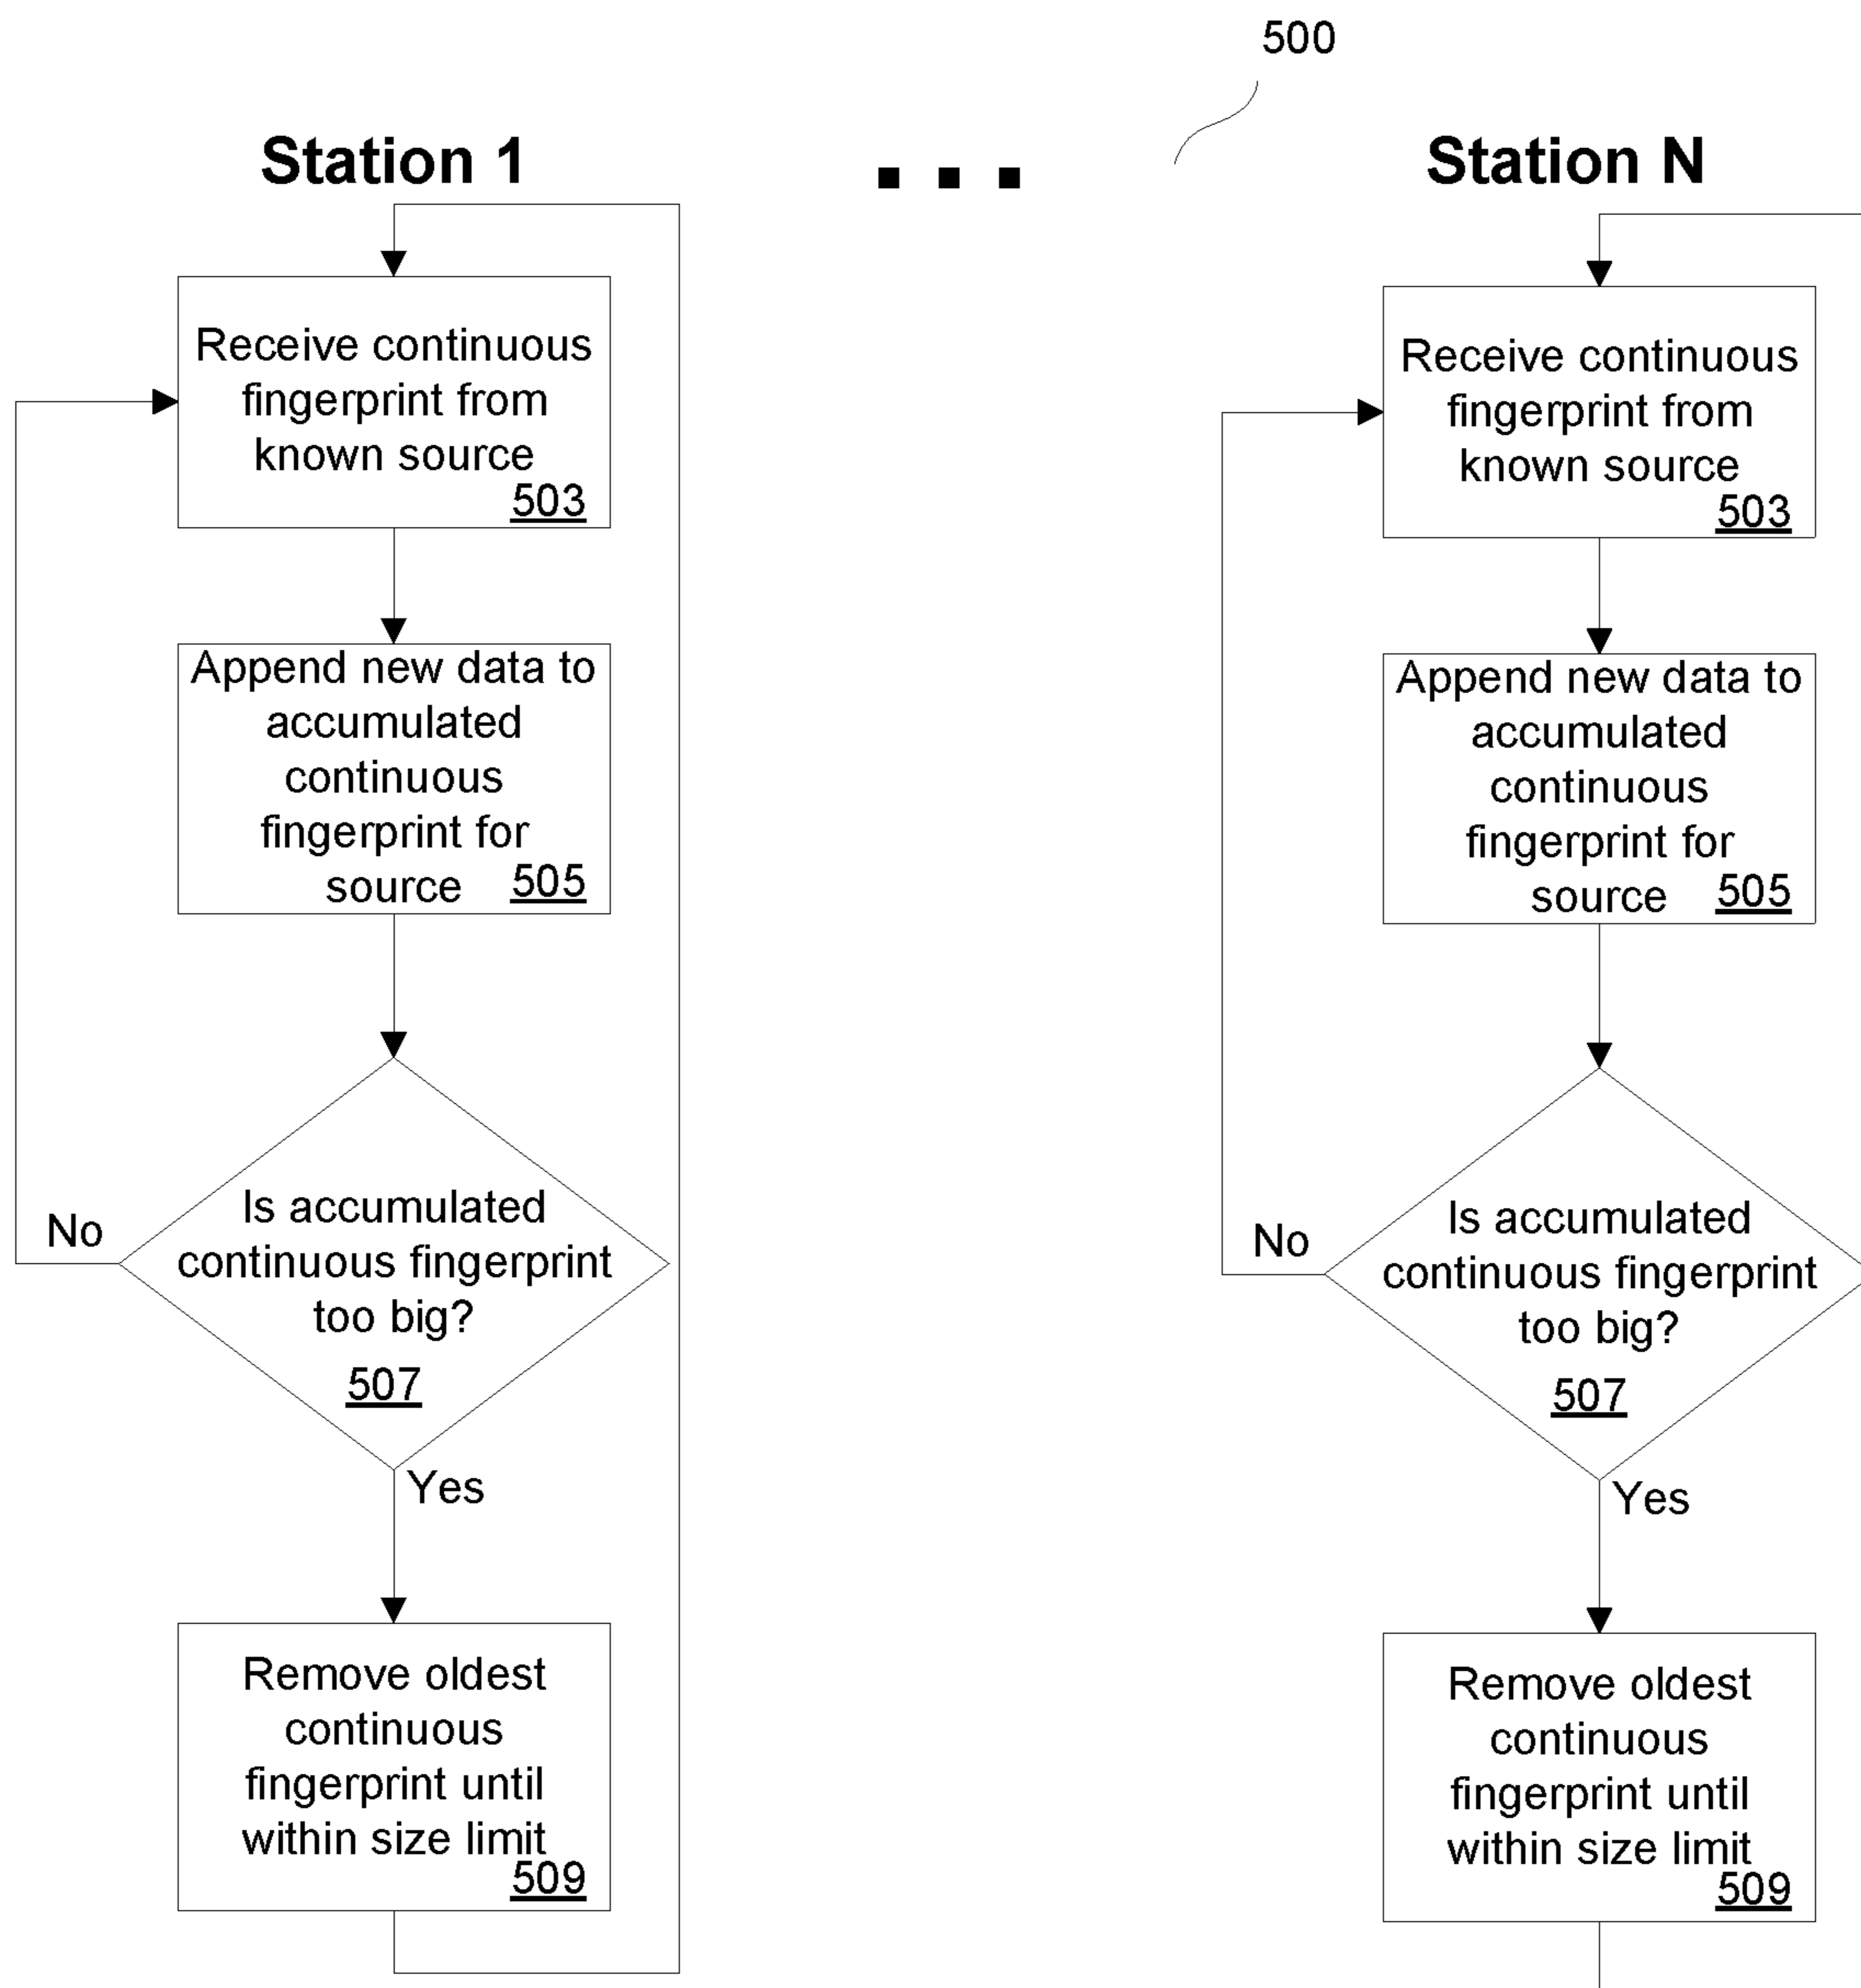 500
Station 1
. . .
Station N
Receive continuous
fingerprint from
known source
503
Append new data to
accumulated
continuous
fingerprint for
source 505
Is accumulated
continuous fingerprint
too big?
507
No
Yes
Remove oldest
continuous
fingerprint until
within size limit
509
Receive continuous
fingerprint from
known source
503
Append new data to
accumulated
continuous
fingerprint for
source 505
Is accumulated
continuous fingerprint
too big?
507
No
Yes
Remove oldest
continuous
fingerprint until
within size limit
509